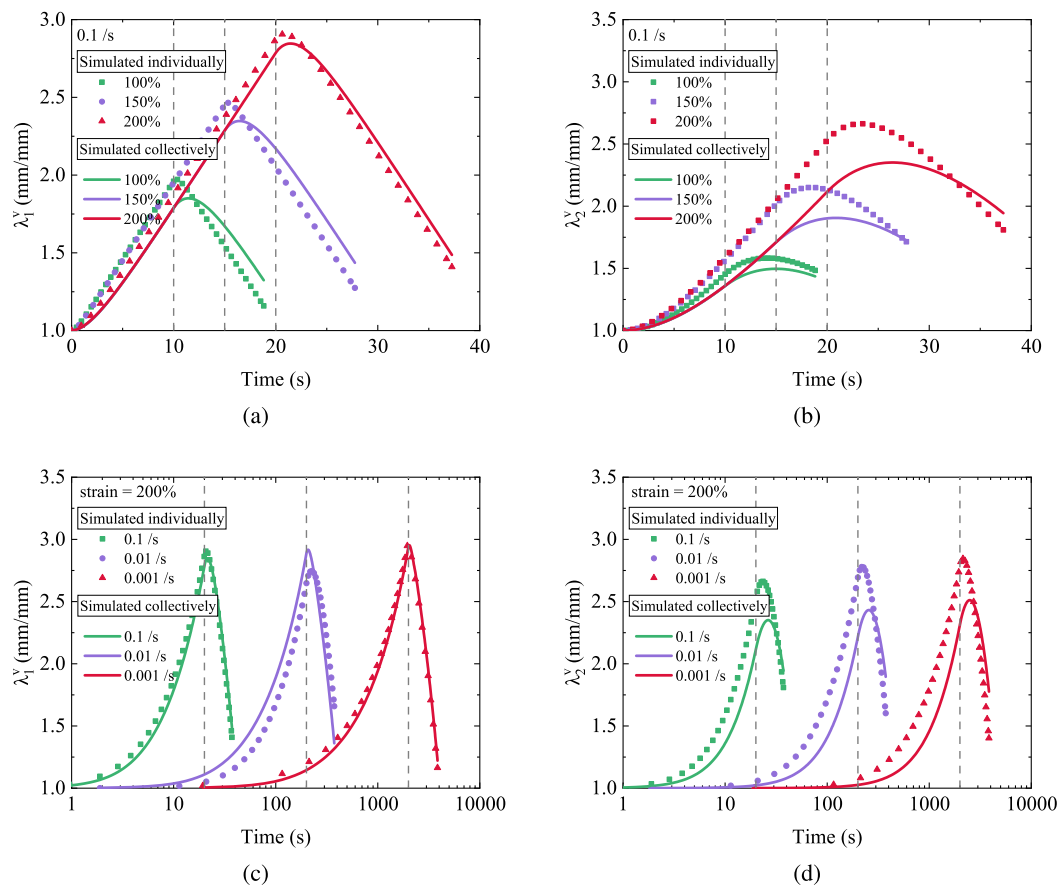 0.1 /s
Simulated individually
100%
150%
200%
Simulated collectively
100%
150%
200%
3.0
2.5
2.0
1.5
1.0
0
10
20
30
40
λ₁ᵛ (mm/mm)
Time (s)
(a)
0.1 /s
Simulated individually
100%
150%
200%
Simulated collectively
100%
150%
200%
3.5
3.0
2.5
2.0
1.5
1.0
0
10
20
30
40
λ₂ᵛ (mm/mm)
Time (s)
(b)
strain = 200%
Simulated individually
0.1 /s
0.01 /s
0.001 /s
Simulated collectively
0.1 /s
0.01 /s
0.001 /s
3.5
3.0
2.5
2.0
1.5
1.0
1
10
100
1000
10000
λ₁ᵛ (mm/mm)
Time (s)
(c)
strain = 200%
Simulated individually
0.1 /s
0.01 /s
0.001 /s
Simulated collectively
0.1 /s
0.01 /s
0.001 /s
3.5
3.0
2.5
2.0
1.5
1.0
1
10
100
1000
10000
λ₂ᵛ (mm/mm)
Time (s)
(d)